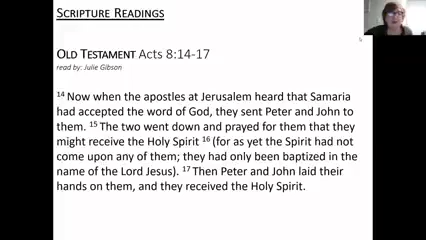 SCRIPTURE READINGS
OLD TESTAMENT Acts 8:14-17
read by: Julie Gibson
14 Now when the apostles at Jerusalem heard that Samaria
had accepted the word of God, they sent Peter and John to
them. 15 The two went down and prayed for them that they
might receive the Holy Spirit 16 (for as yet the Spirit had not
come upon any of them; they had only been baptized in the
name of the Lord Jesus). 17 Then Peter and John laid their
hands on them, and they received the Holy Spirit.